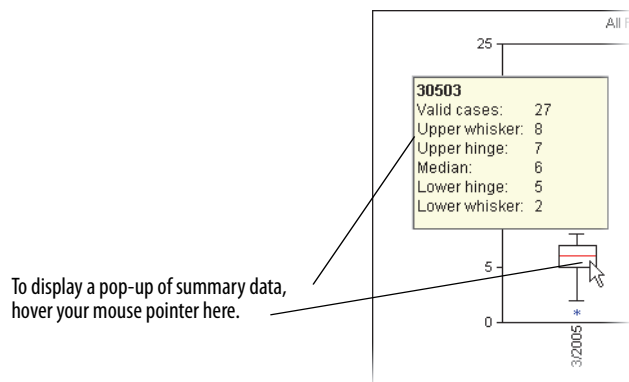 All
25
30503
Valid cases: 27
Upper whisker: 8
Upper hinge: 7
Median: 6
Lower hinge: 5
Lower whisker: 2
To display a pop-up of summary data,
hover your mouse pointer here.
5
*
0
3/2005